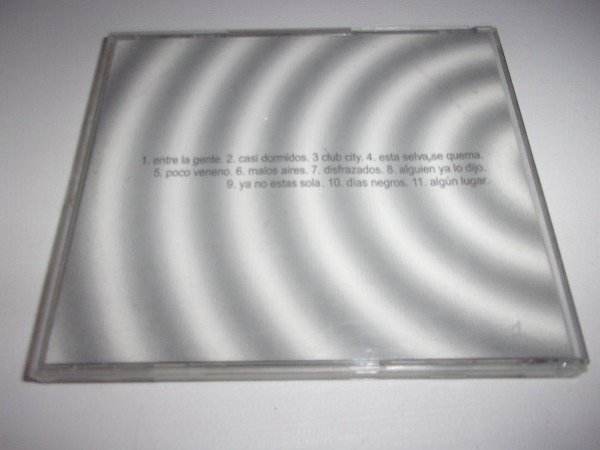 1. entre la gente. 2. casi dormidos. 3 club city. 4. esta selva se quema.
5. poco veneno. 6. malos aires. 7. disfrazados. 8. alguien ya lo dijo.
9. ya no estas sola. 10. días negros. 11. algún lugar.